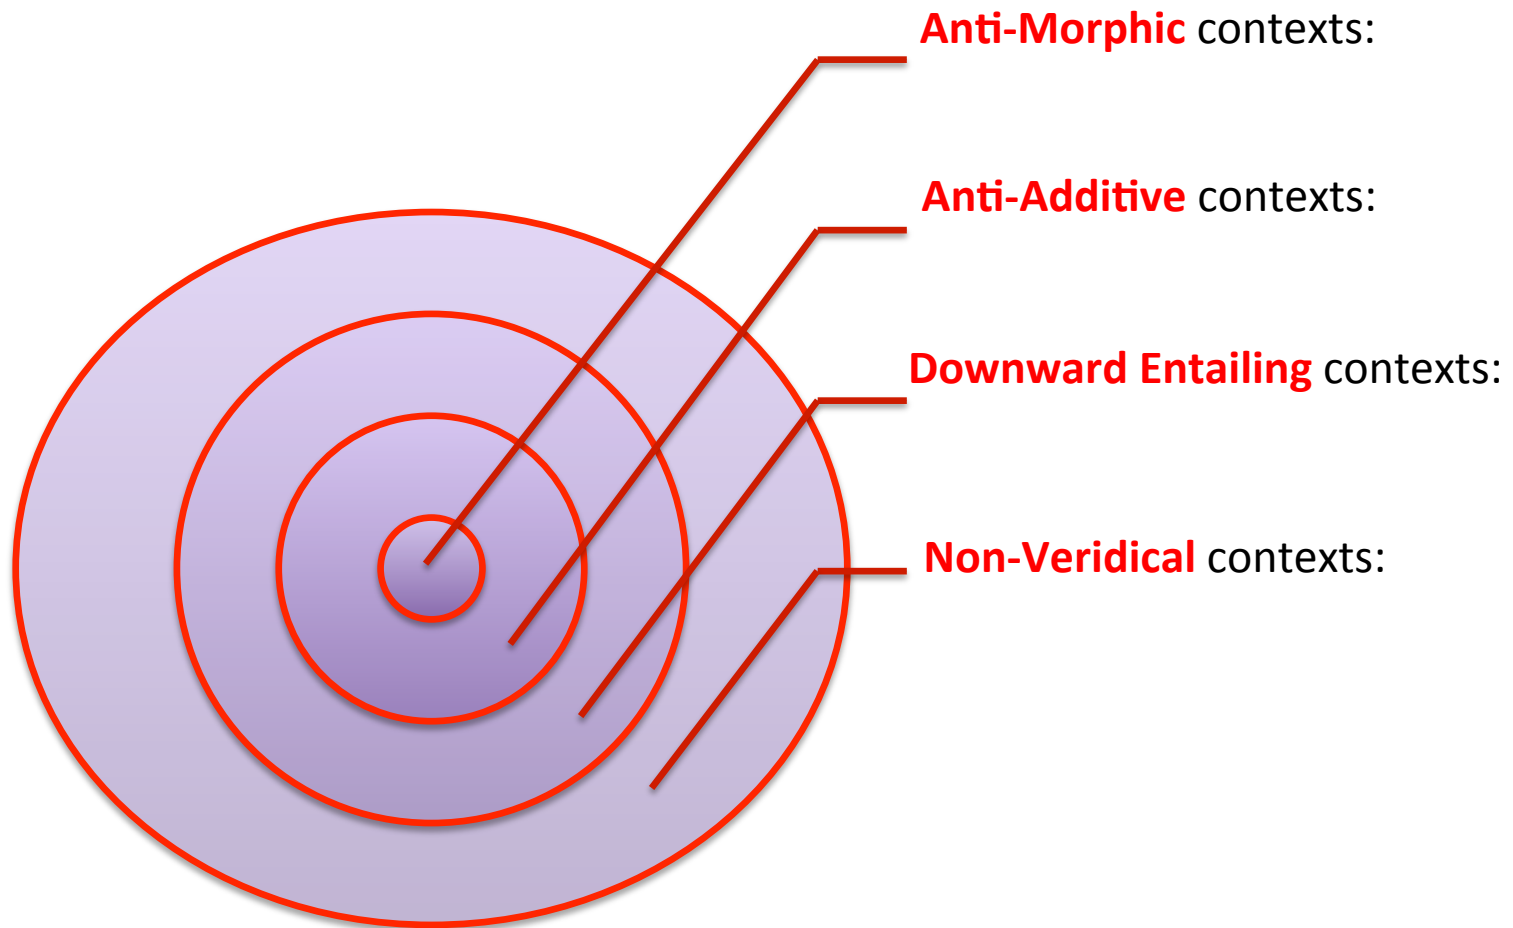 Anti-Morphic contexts:
Anti-Additive contexts:
Downward Entailing contexts:
Non-Veridical contexts: